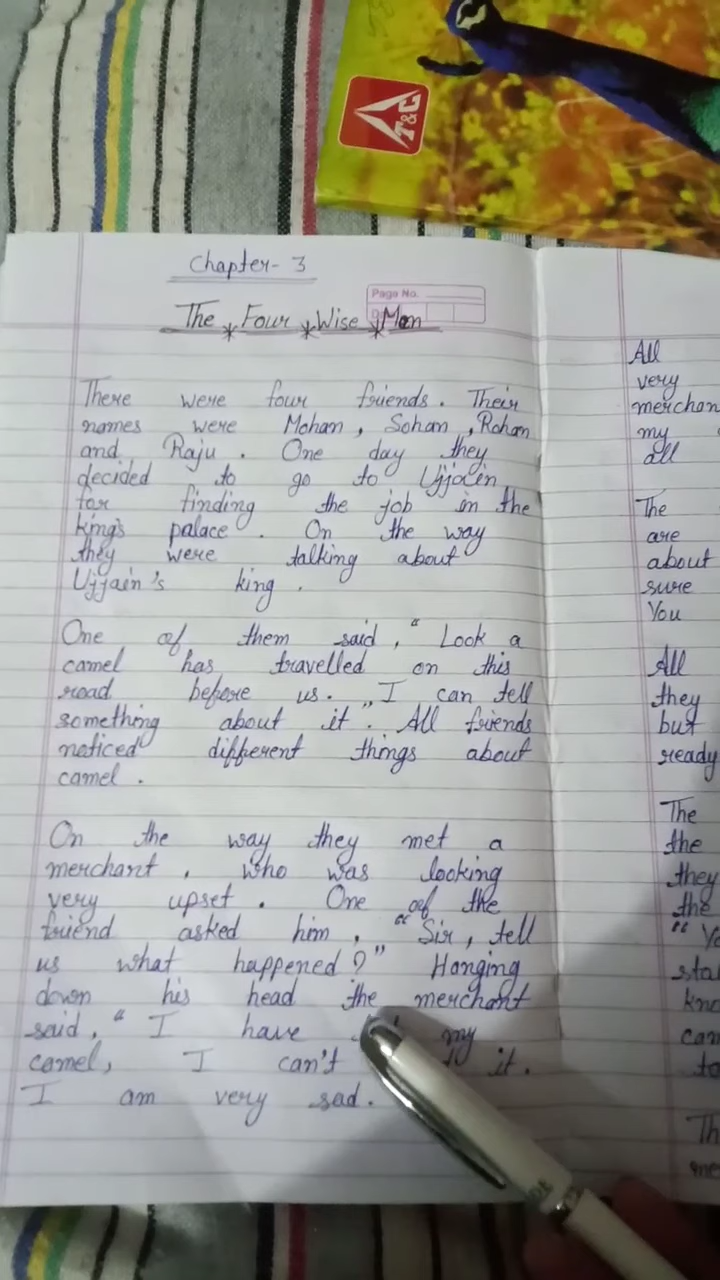 T&C
Chapter- 3
Page No.
The Four Wise Men
There were four friends. Their
names were Mohan, Sohan, Rohan
and Raju. One day they
decided to go to Ujjain
for finding the job in the
king's palace. On the way
they were talking about
Ujjain's king.
One of them said, "Look a
camel has travelled on this
road before us. "I can tell
something about it". All friends
noticed different things about
camel.
On the way they met a
merchant, who was looking
very upset. One of the
friend asked him, "Sir, tell
us what happened?" Hanging
down his head the merchant
said, "I have my
camel, I can't it.
I am very sad.
All
very
merchan
my
all
The
are
about
sure
You
All
they
but
ready
The
the
they
the
"Yo
stat
kno
cam
to
Th
me